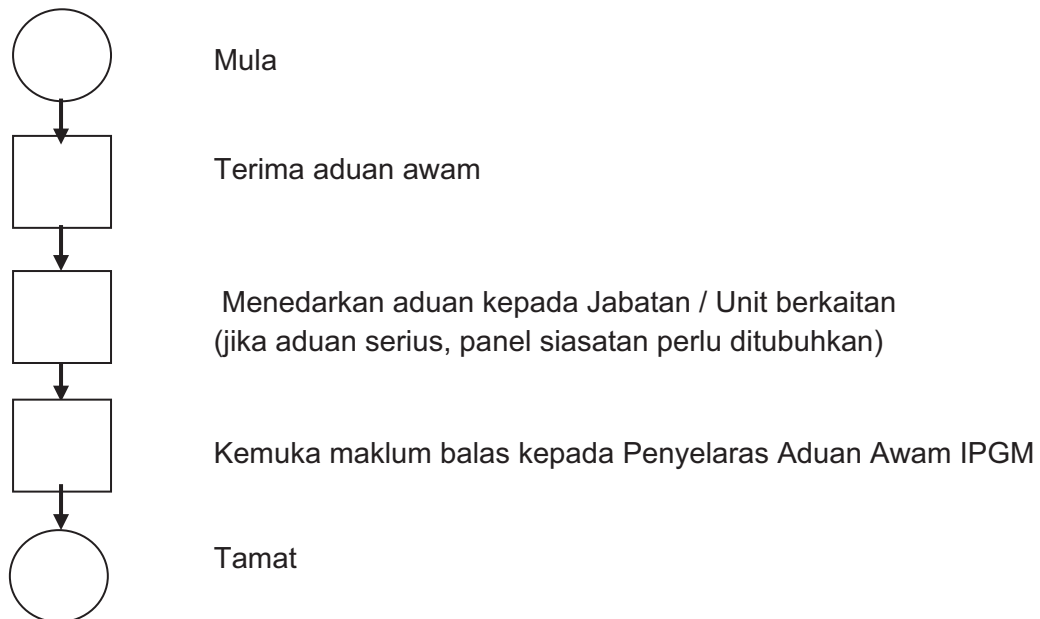 Mula
Terima aduan awam
Menedarkan aduan kepada Jabatan / Unit berkaitan
(jika aduan serius, panel siasatan perlu ditubuhkan)
Kemuka maklum balas kepada Penyelaras Aduan Awam IPGM
Tamat